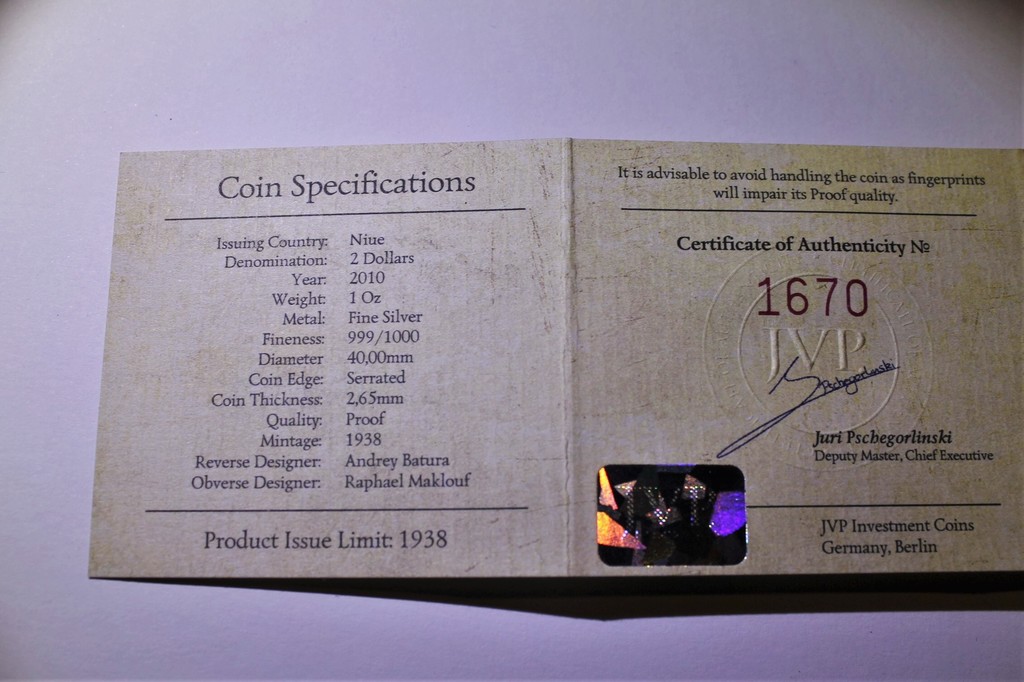 Coin Specifications
Issuing Country: Niue
Denomination: 2 Dollars
Year: 2010
Weight: 1 Oz
Metal: Fine Silver
Fineness: 999/1000
Diameter 40,00mm
Coin Edge: Serrated
Coin Thickness: 2,65mm
Quality: Proof
Mintage: 1938
Reverse Designer: Andrey Batura
Obverse Designer: Raphael Maklouf
Product Issue Limit: 1938
It is advisable to avoid handling the coin as fingerprints
will impair its Proof quality.
Certificate of Authenticity №
1670
JVP
Pschegorlinski
Juri Pschegorlinski
Deputy Master, Chief Executive
JVP Investment Coins
Germany, Berlin